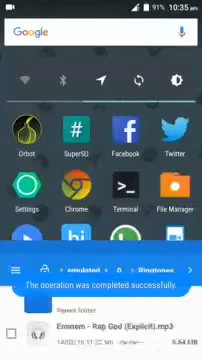 91% 10:35 am
Google
Orbot SuperSU Facebook Twitter
Settings Chrome Terminal File Manager
emulated 0 Ringtones
The operation was completed successfully.
Parent folder
Eminem - Rap God (Explicit).mp3
5.64 MB